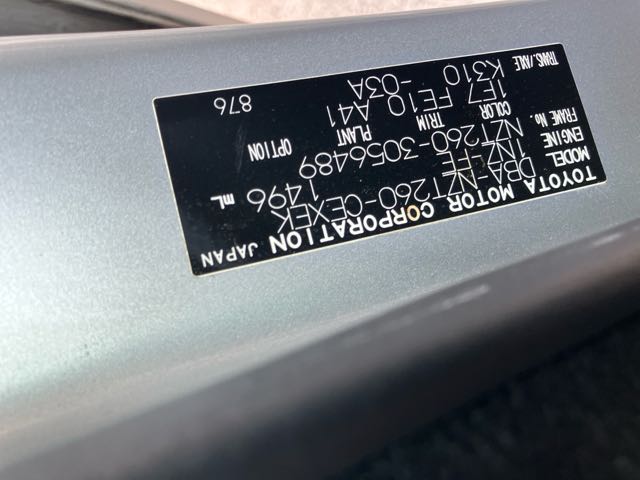 TOYOTA MOTOR CORPORATION JAPAN
MODEL DBA-NZT260-CEXEK
ENGINE 1NZ-FE 1496 mL
FRAME No. NZT260-3056489
COLOR TRIM PLANT OPTION
1E7 FE10 A41
TRANS./AXLE K310 -03A
876